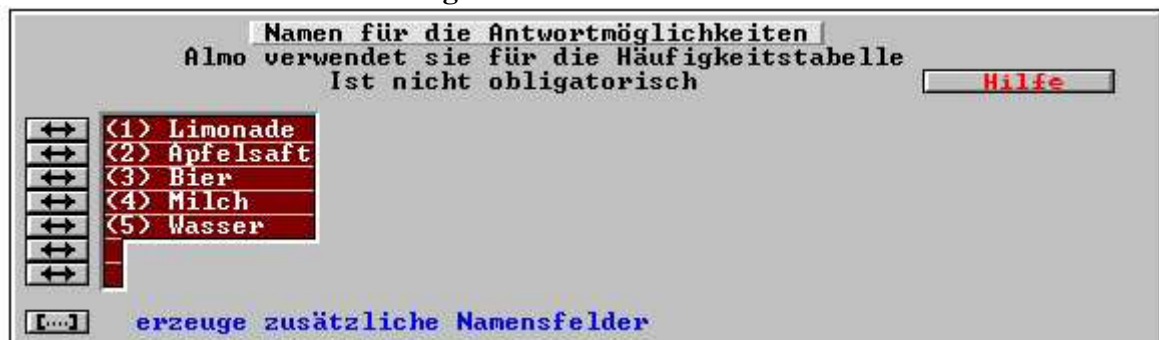 Namen für die Antwortmöglichkeiten
Almo verwendet sie für die Häufigkeitstabelle
Ist nicht obligatorisch
Hilfe
(1) Limonade
(2) Apfelsaft
(3) Bier
(4) Milch
(5) Wasser
[....] erzeuge zusätzliche Namensfelder